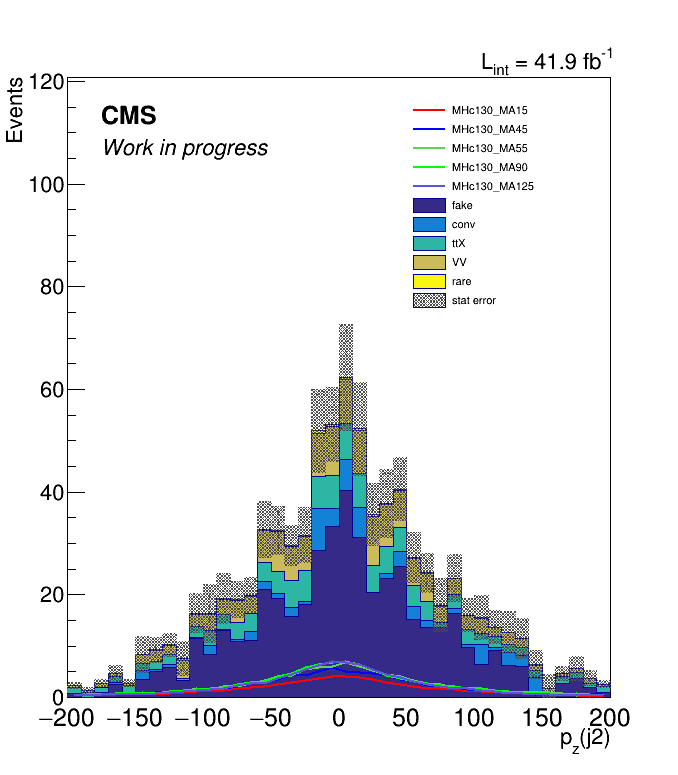 L_int = 41.9 fb^-1
Events
CMS
Work in progress
MHc130_MA15
MHc130_MA45
MHc130_MA55
MHc130_MA90
MHc130_MA125
fake
conv
ttX
VV
rare
stat error
120
100
80
60
40
20
0
−200 −150 −100 −50 0 50 100 150 200
p_z(j2)